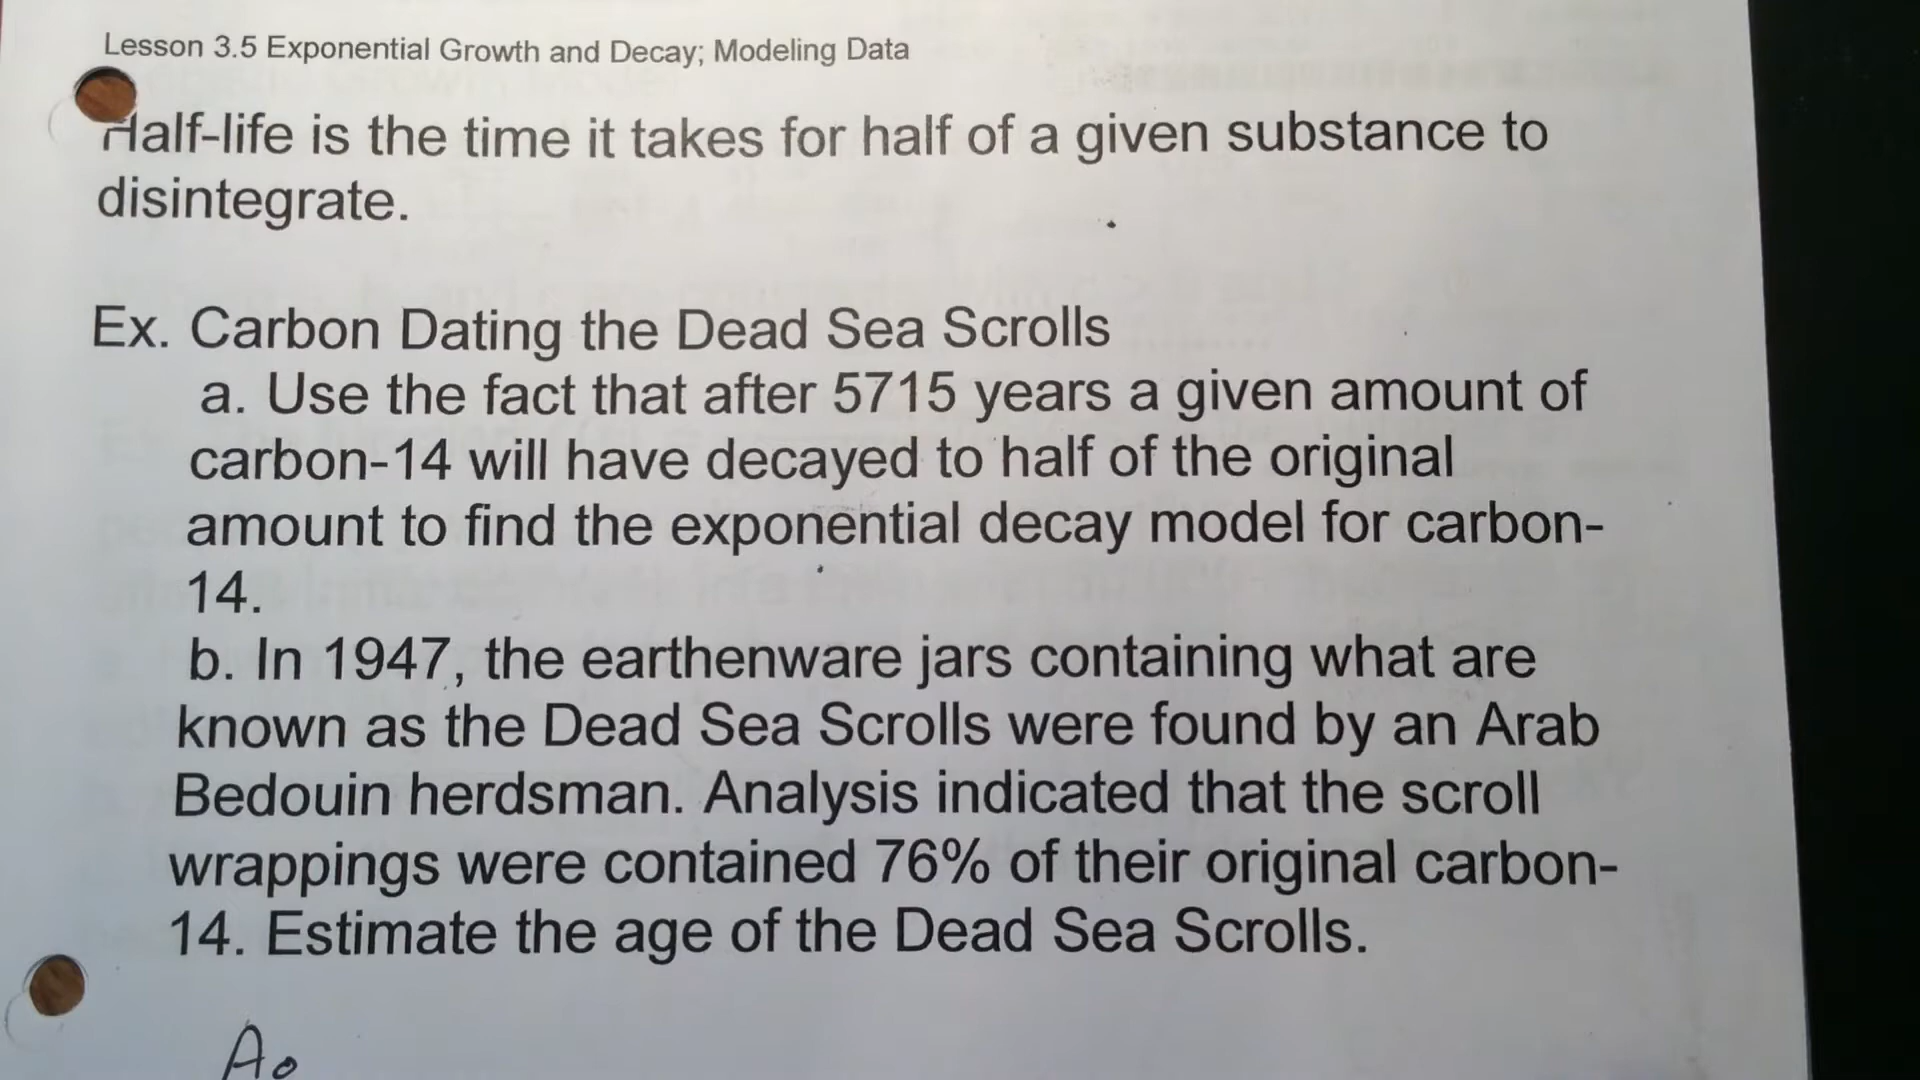 Lesson 3.5 Exponential Growth and Decay; Modeling Data
Half-life is the time it takes for half of a given substance to
disintegrate.
Ex. Carbon Dating the Dead Sea Scrolls
a. Use the fact that after 5715 years a given amount of
carbon-14 will have decayed to half of the original
amount to find the exponential decay model for carbon-
14.
b. In 1947, the earthenware jars containing what are
known as the Dead Sea Scrolls were found by an Arab
Bedouin herdsman. Analysis indicated that the scroll
wrappings were contained 76% of their original carbon-
14. Estimate the age of the Dead Sea Scrolls.
A₀